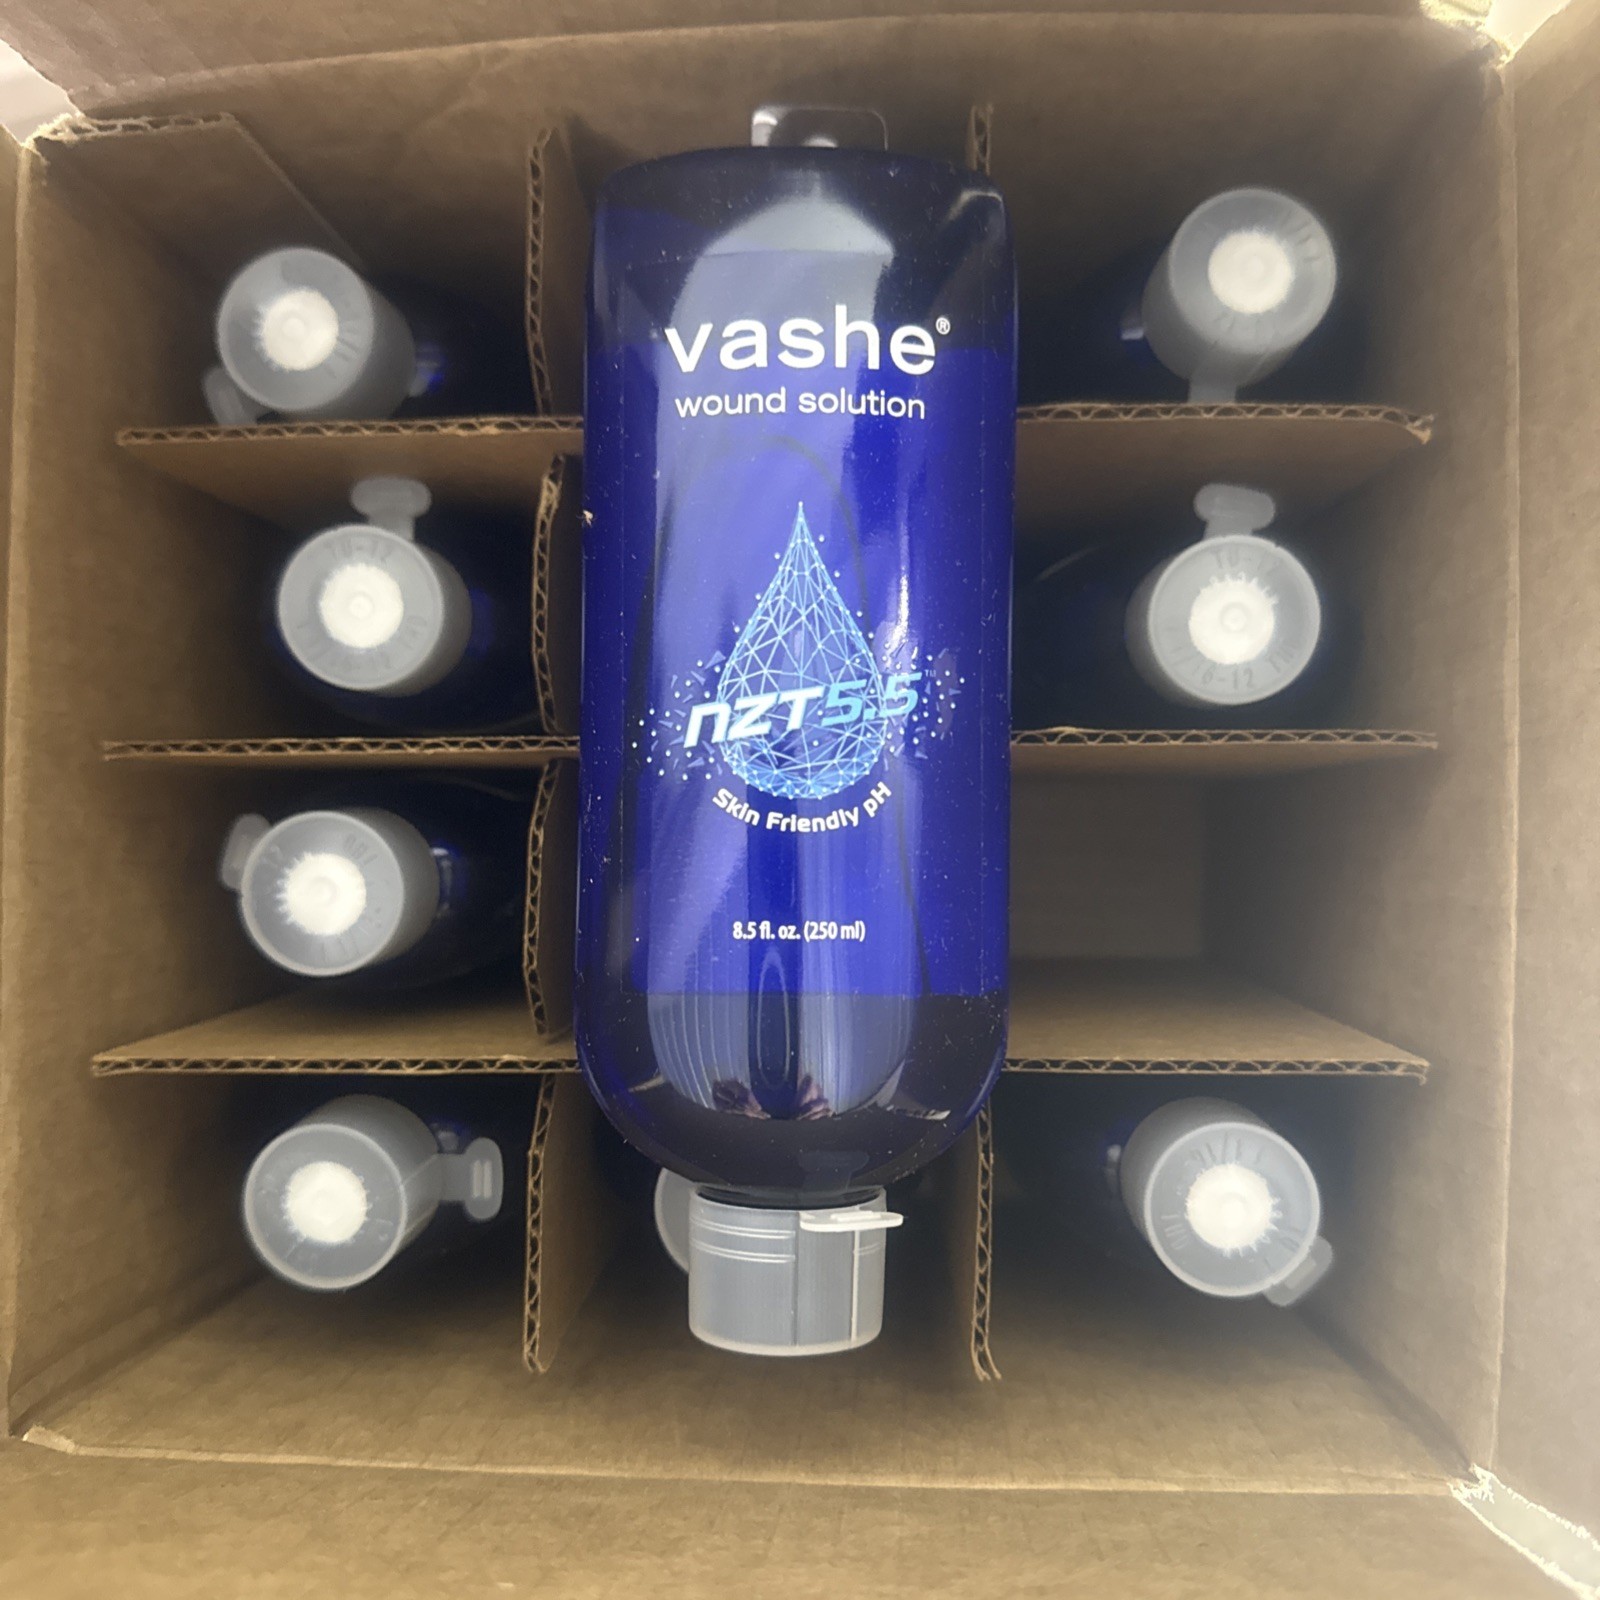 vashe®
wound solution
nZT5.5™
Skin Friendly pH
8.5 fl. oz. (250 ml)